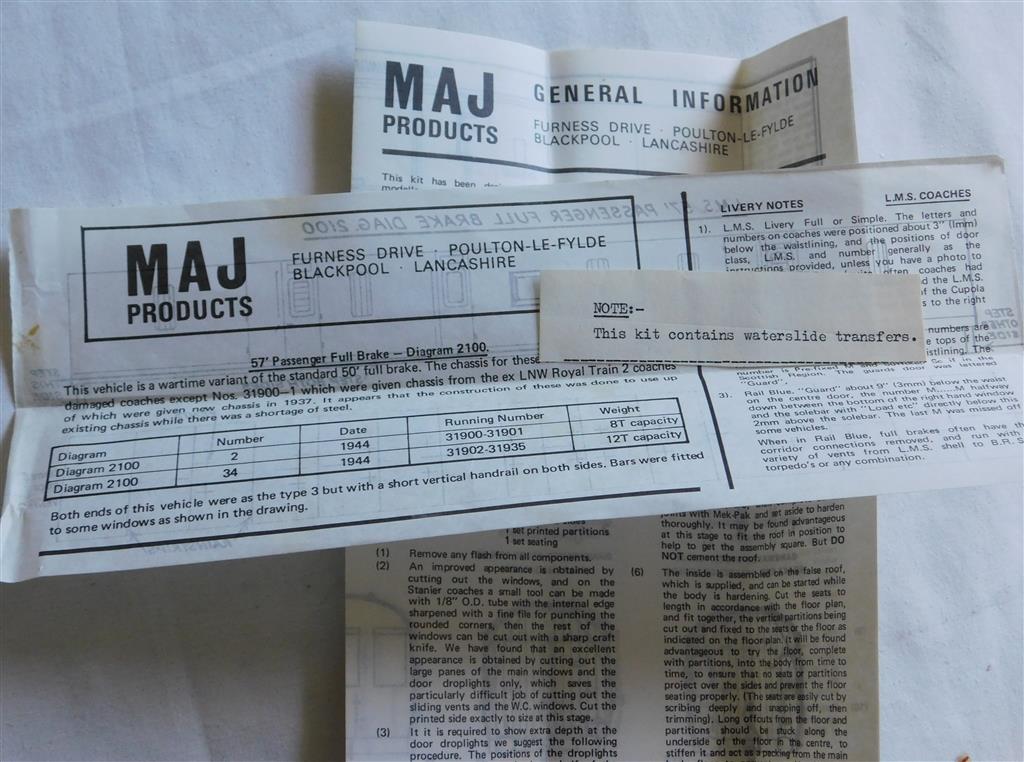 MAJ
PRODUCTS
GENERAL INFORMATION
FURNESS DRIVE · POULTON-LE-FYLDE
BLACKPOOL · LANCASHIRE
This kit has been
MAJ
PRODUCTS
FURNESS DRIVE · POULTON-LE-FYLDE
BLACKPOOL · LANCASHIRE
57' Passenger Full Brake — Diagram 2100.
This vehicle is a wartime variant of the standard 50' full brake. The chassis for these
damaged coaches except Nos. 31900—1 which were given chassis from the ex LNW Royal Train 2 coaches
of which were given new chassis in 1937. It appears that the construction of these was done to use up
existing chassis while there was a shortage of steel.
Diagram Number Date Running Number Weight
Diagram 2100 2 1944 31900-31901 8T capacity
Diagram 2100 34 1944 31902-31935 12T capacity
Both ends of this vehicle were as the type 3 but with a short vertical handrail on both sides. Bars were fitted
to some windows as shown in the drawing.
LIVERY NOTES L.M.S. COACHES
1). L.M.S. Livery Full or Simple. The letters and
numbers on coaches were positioned about 3" (1mm)
below the waistlining, and the positions of door
class, L.M.S. and number generally as the
instructions provided, unless you have a photo to
often coaches had
the L.M.S.
of the Cupola
s to the right
NOTE:-
This kit contains waterslide transfers.
numbers are
e tops of the
The
"Guard".
3). Rail Blue. "Guard" about 9" (3mm) below the waist
on the centre door, the number M halfway
down between the bottom of the right hand window
and the solebar with "Load etc" directly below this
2mm above the solebar. The last M was missed off
some vehicles.
When in Rail Blue, full brakes often have the
corridor connections removed, and run with
variety of vents from L.M.S. shell to B.R. S
torpedo's or any combination.
1 set printed partitions
1 set seating
(1) Remove any flash from all components.
(2) An improved appearance is obtained by
cutting out the windows, and on the
Stanier coaches a small tool can be made
with 1/8" O.D. tube with the internal edge
sharpened with a fine file for punching the
rounded corners, then the rest of the
windows can be cut out with a sharp craft
knife. We have found that an excellent
appearance is obtained by cutting out the
large panes of the main windows and the
door droplights only, which saves the
particularly difficult job of cutting out the
sliding vents and the W.C. windows. Cut the
printed side exactly to size at this stage.
(3) It it is required to show extra depth at the
door droplights we suggest the following
procedure. The positions of the droplights
joints with Mek-Pak and set aside to harden
thoroughly. It may be found advantageous
at this stage to fit the roof in position to
help to get the assembly square. But DO
NOT cement the roof.
(6) The inside is assembled on the false roof,
which is supplied, and can be started while
the body is hardening. Cut the seats to
length in accordance with the floor plan,
and fit together, the vertical partitions being
cut out and fixed to the seats or the floor as
indicated on the floor plan. It will be found
advantageous to try the floor, complete
with partitions, into the body from time to
time, to ensure that no seats or partitions
project over the sides and prevent the floor
seating properly. (The seats are easily cut by
scribing deeply and snapping off, then
trimming). Long offcuts from the floor and
partitions should be stuck along the
underside of the floor in the centre, to
stiffen it and act as a packing from the main